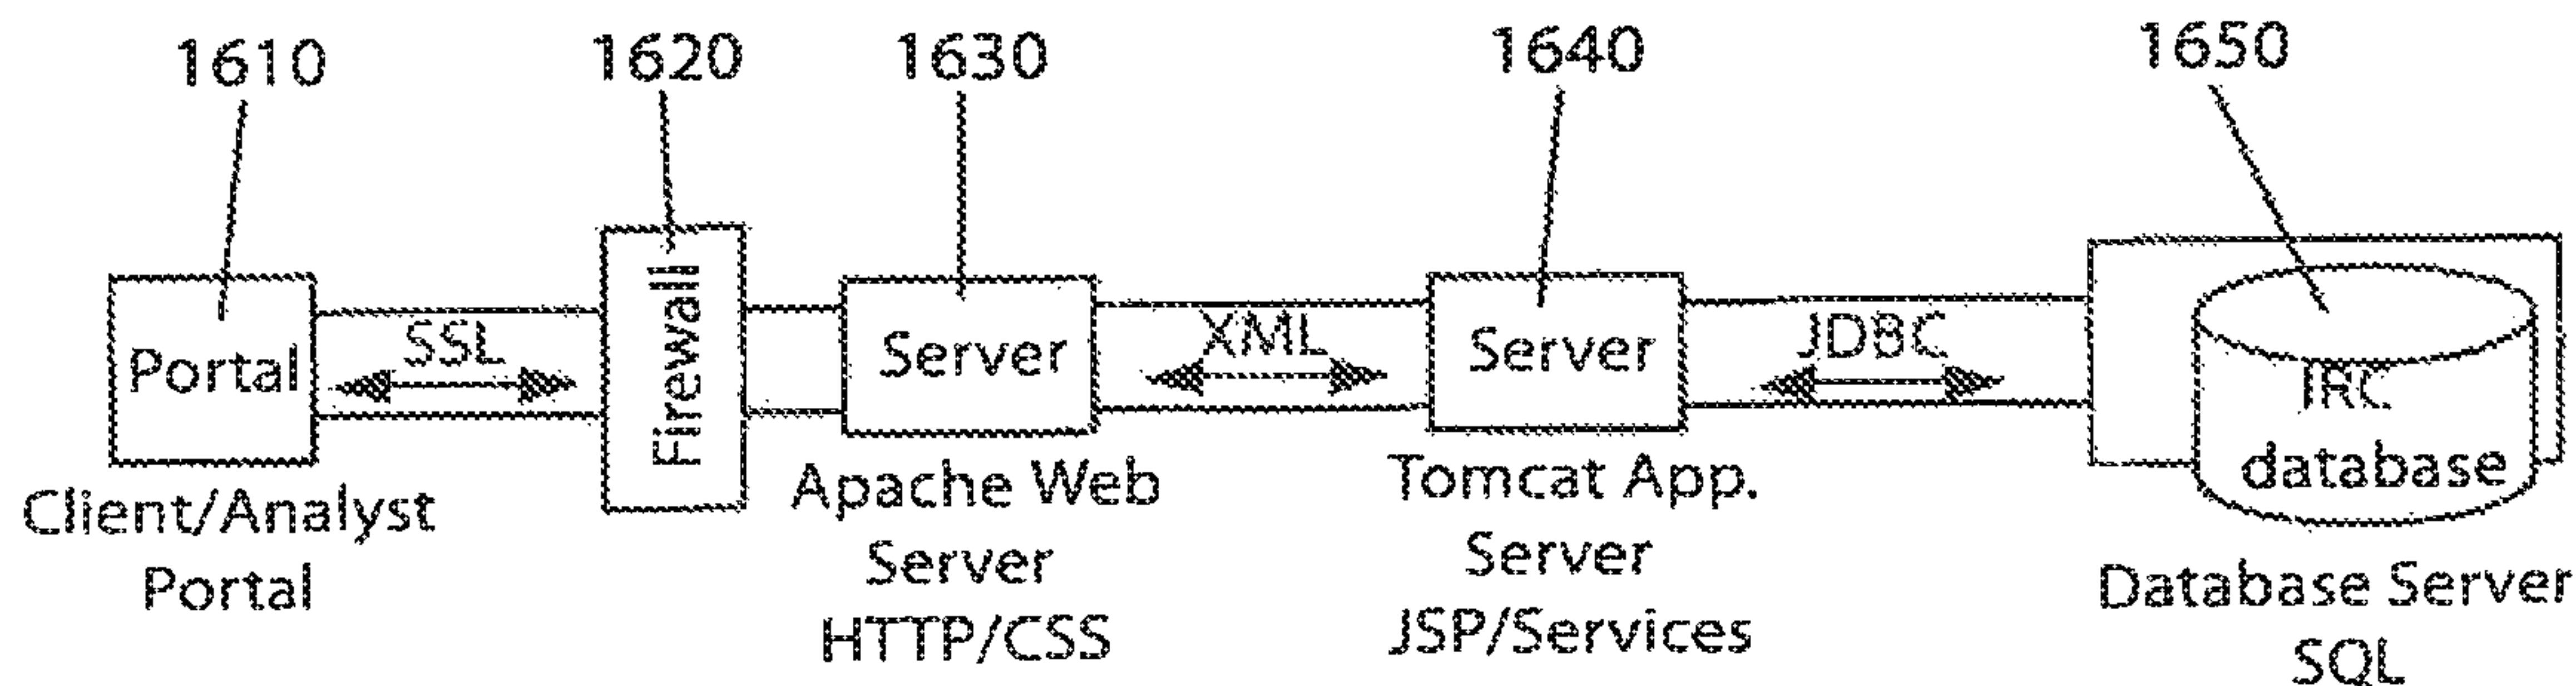 1610
1620
1630
1640
1650
Portal
SSL
Firewall
Server
XML
Server
JDBC
IRC
database
Client/Analyst
Portal
Apache Web
Server
HTTP/CSS
Tomcat App.
Server
JSP/Services
Database Server
SQL